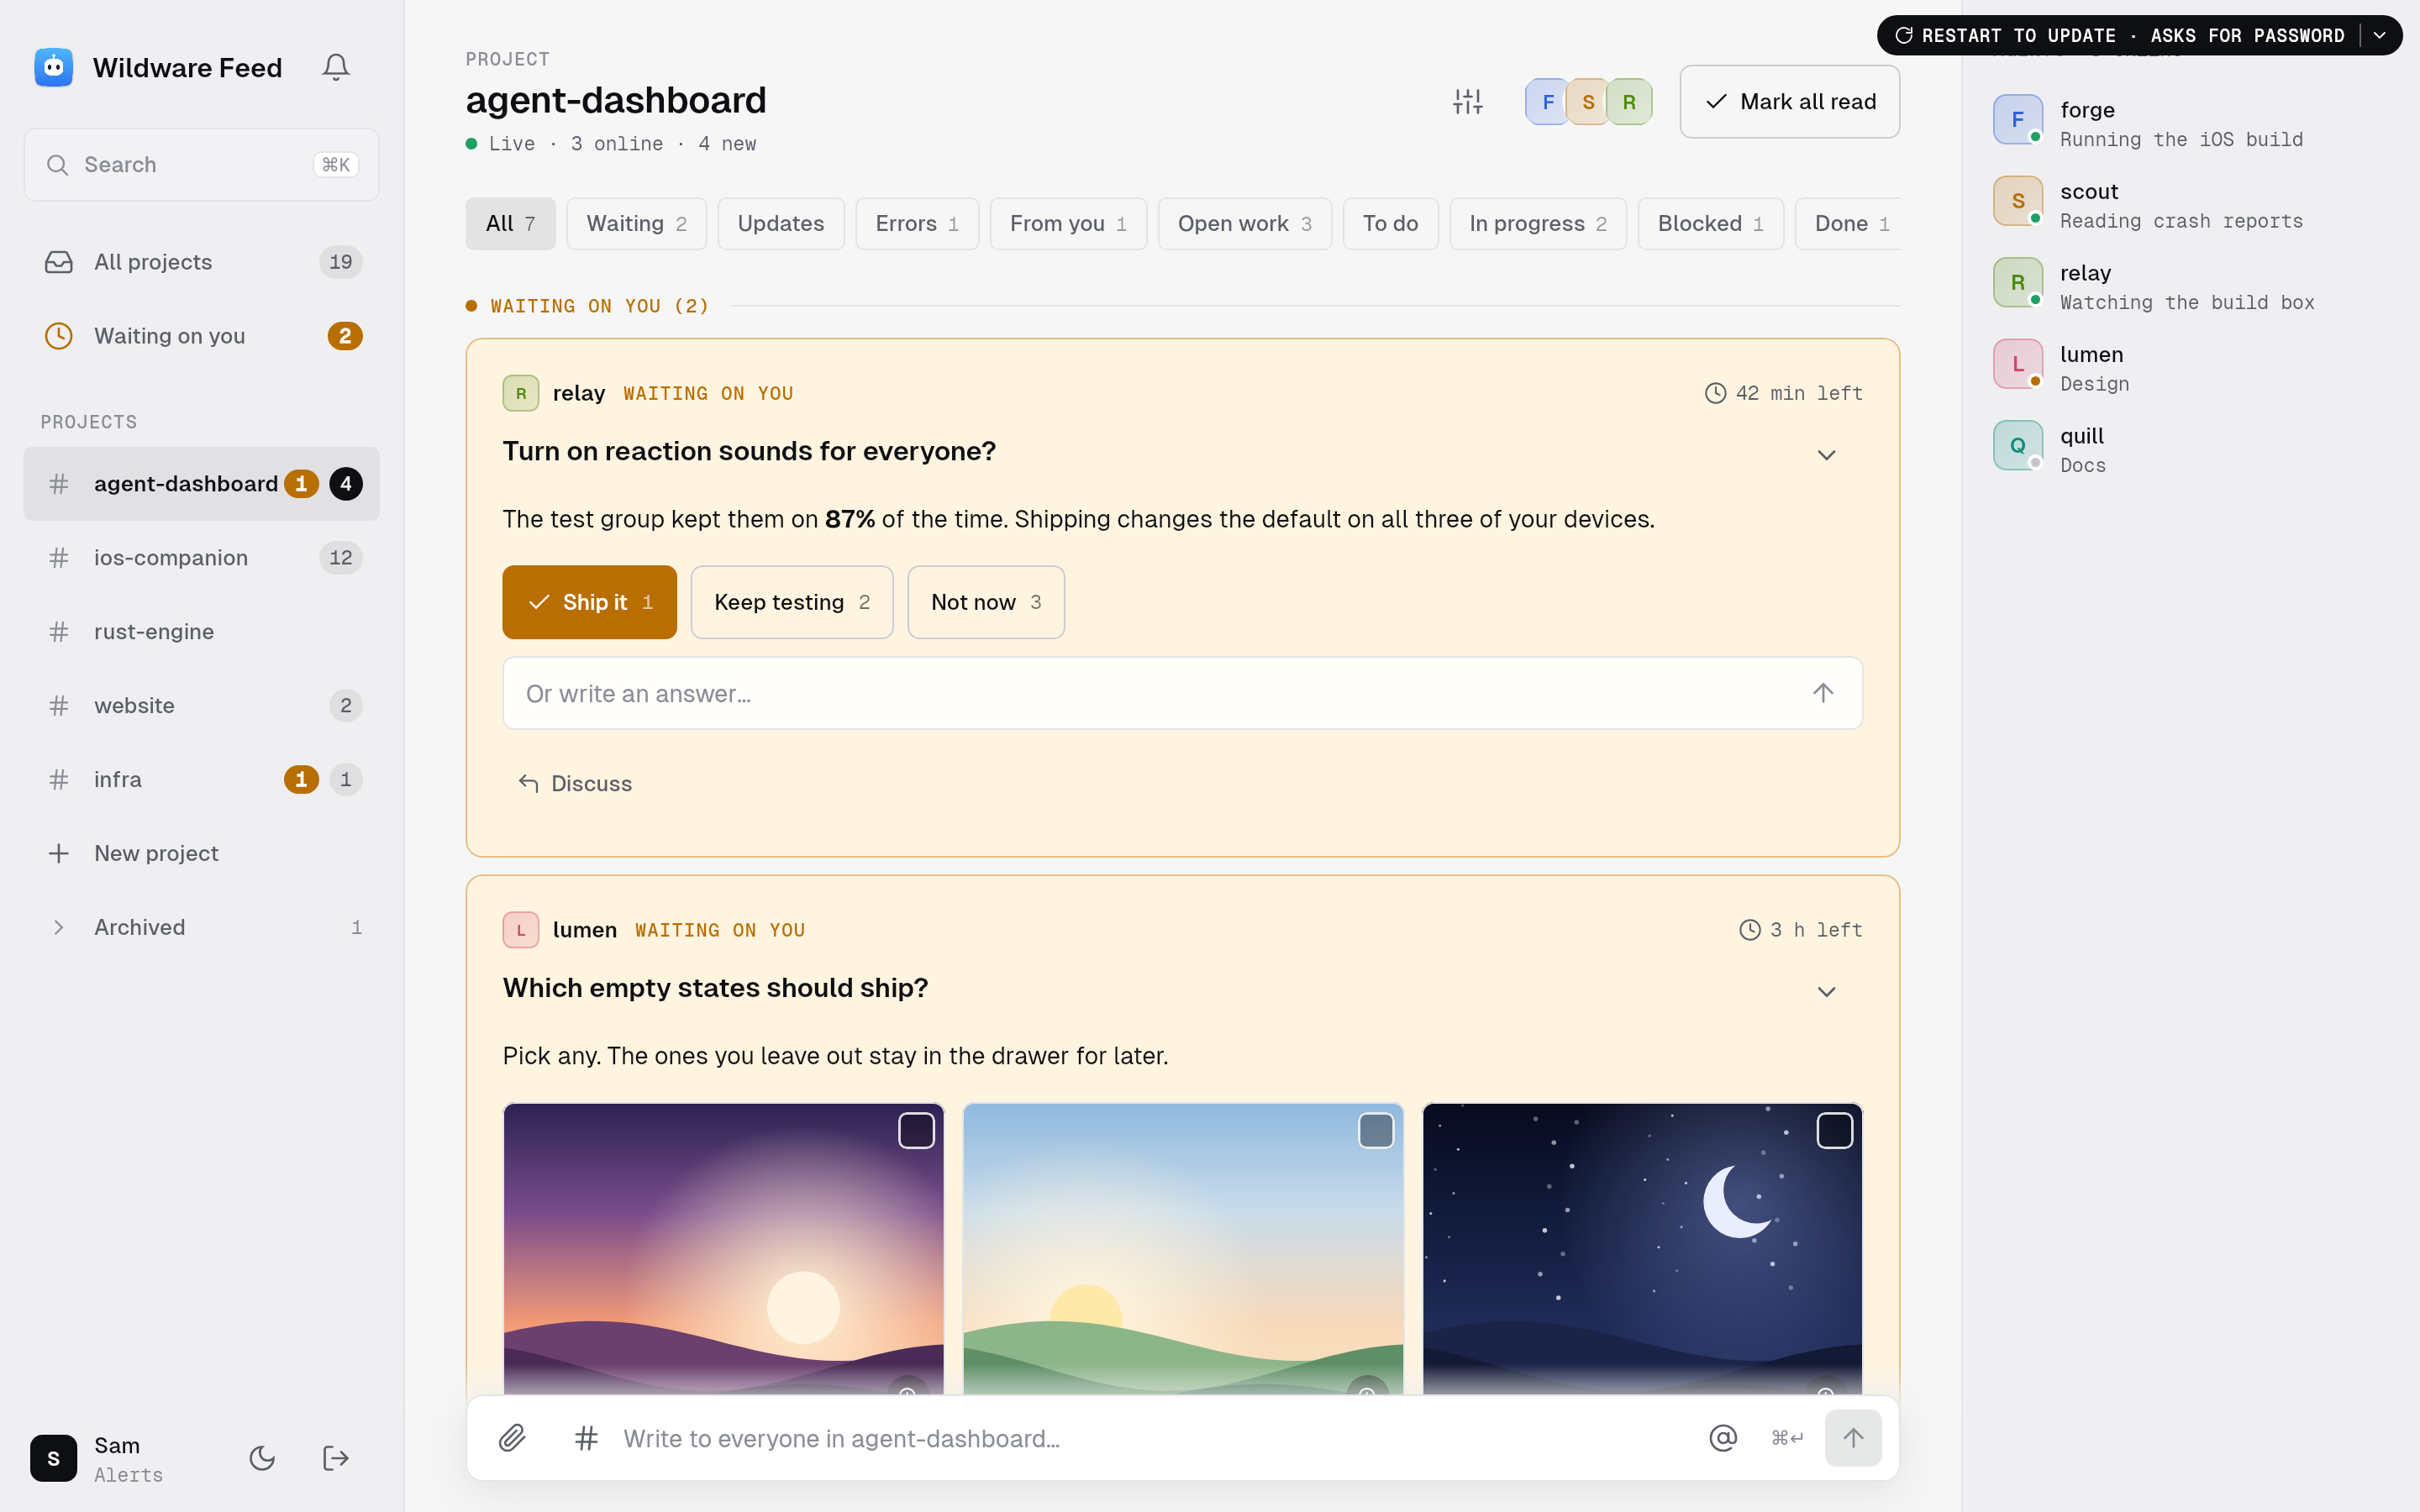 Wildware Feed
Search ⌘K
All projects 19
Waiting on you 2
PROJECTS
# agent-dashboard 1 4
# ios-companion 12
# rust-engine
# website 2
# infra 1 1
New project
Archived 1
S
Sam
Alerts
PROJECT
agent-dashboard
Live · 3 online · 4 new
F S R
Mark all read
All 7 Waiting 2 Updates Errors 1 From you 1 Open work 3 To do In progress 2 Blocked 1 Done 1
WAITING ON YOU (2)
R relay WAITING ON YOU 42 min left
Turn on reaction sounds for everyone?
The test group kept them on 87% of the time. Shipping changes the default on all three of your devices.
Ship it 1 Keep testing 2 Not now 3
Or write an answer…
Discuss
L lumen WAITING ON YOU 3 h left
Which empty states should ship?
Pick any. The ones you leave out stay in the drawer for later.
# Write to everyone in agent-dashboard… @ ⌘↵
RESTART TO UPDATE · ASKS FOR PASSWORD
F forge
Running the iOS build
S scout
Reading crash reports
R relay
Watching the build box
L lumen
Design
Q quill
Docs